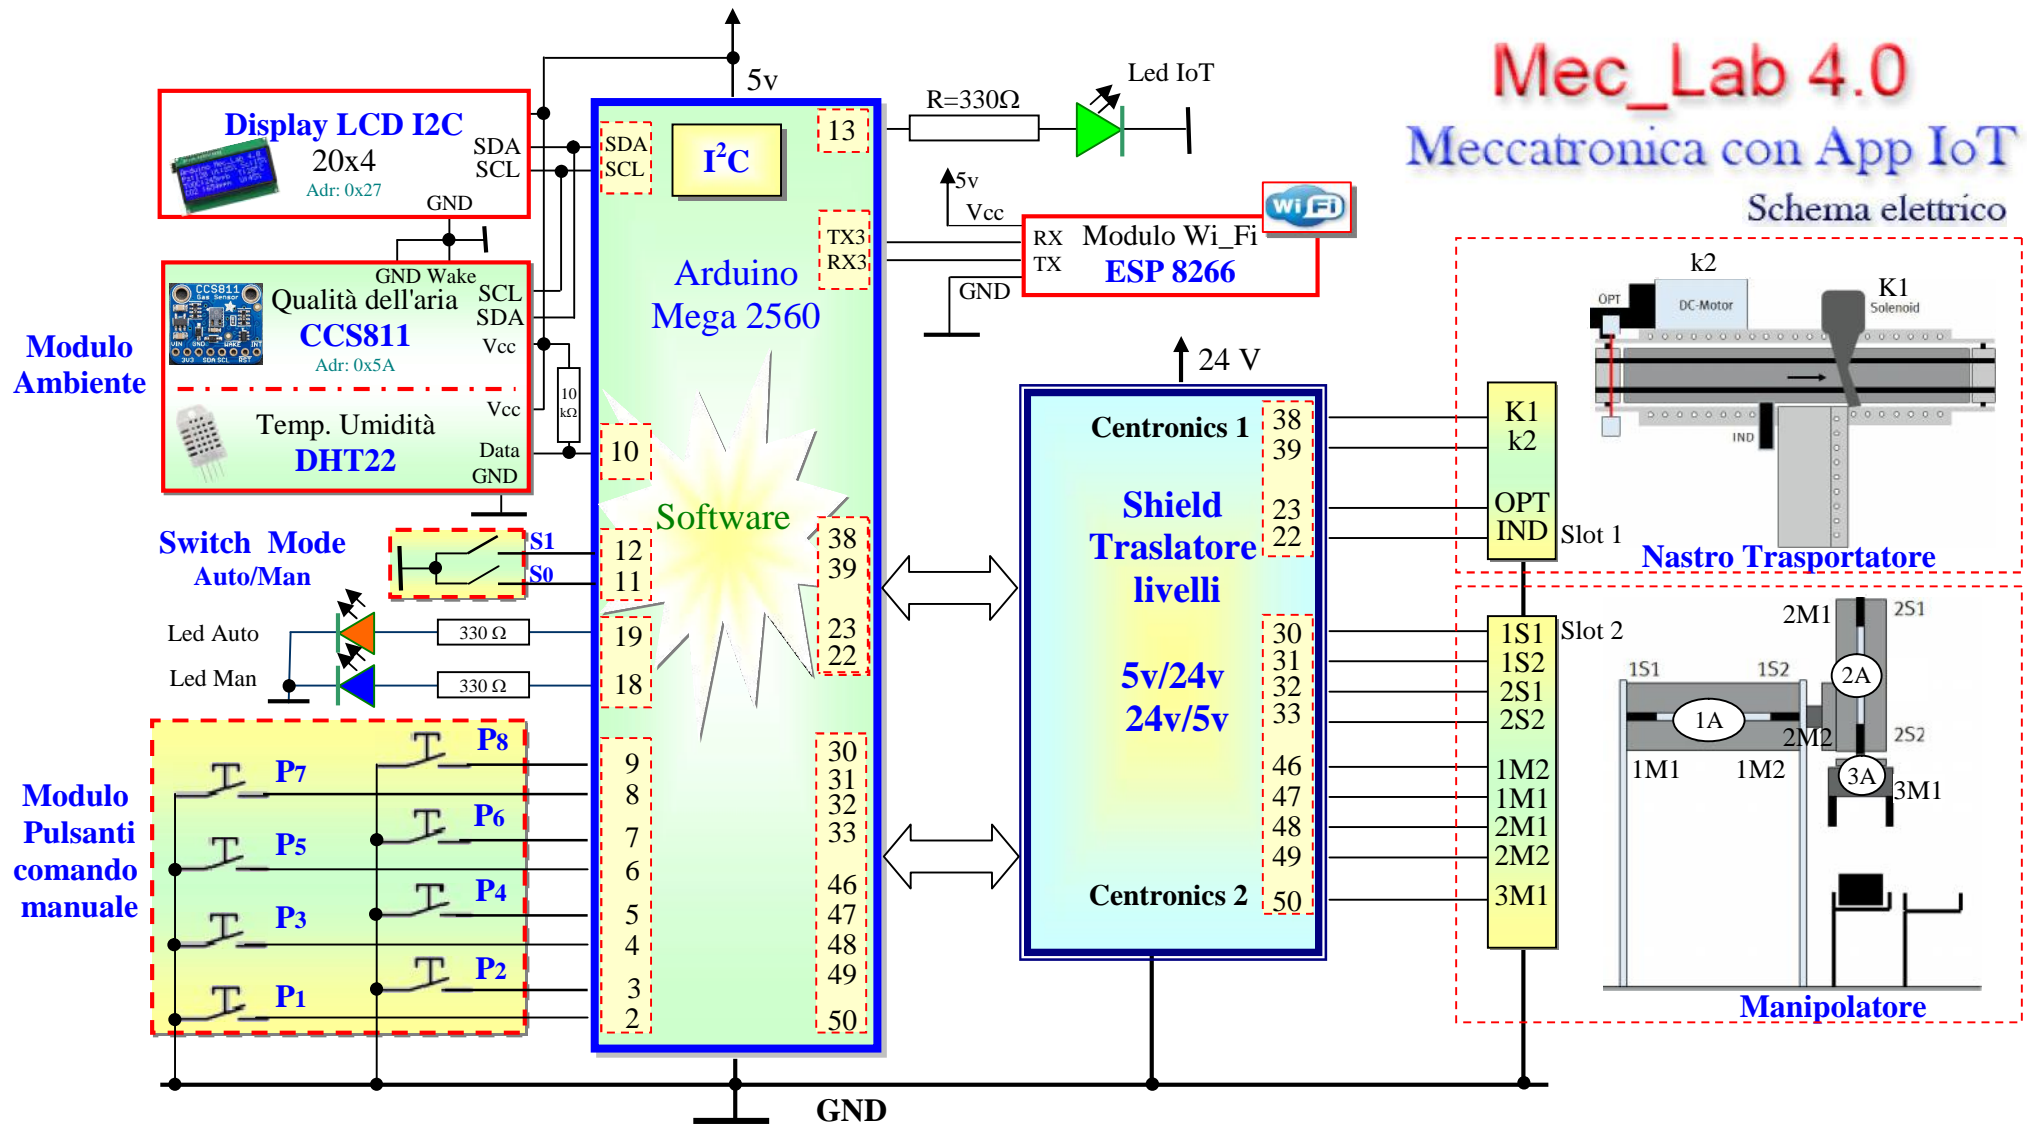 Mec_Lab 4.0
Meccatronica con App IoT
Schema elettrico
5v
Display LCD I2C
20x4
Adr: 0x27
SDA
SCL
GND
SDA
SCL
I²C
13
R=330Ω
Led IoT
5v
Vcc
WiFi
RX
TX
Modulo Wi_Fi
ESP 8266
GND
TX3
RX3
Arduino
Mega 2560
Software
Modulo
Ambiente
GND Wake
CCS811
Gas Sensor
Qualità dell'aria
CCS811
Adr: 0x5A
SCL
SDA
Vcc
10
kΩ
Vcc
Temp. Umidità
DHT22
Data
GND
10
Switch Mode
Auto/Man
S1
S0
12
11
Led Auto
330 Ω
19
Led Man
330 Ω
18
Modulo
Pulsanti
comando
manuale
P8
P7
P6
P5
P4
P3
P2
P1
9
8
7
6
5
4
3
2
38
39
23
22
30
31
32
33
46
47
48
49
50
24 V
Centronics 1
Shield
Traslatore
livelli
5v/24v
24v/5v
Centronics 2
38
39
23
22
30
31
32
33
46
47
48
49
50
K1
k2
OPT
IND
Slot 1
1S1
1S2
2S1
2S2
1M2
1M1
2M1
2M2
3M1
Slot 2
k2
OPT
DC-Motor
K1
Solenoid
IND
Nastro Trasportatore
2M1
2S1
1S1
1S2
2A
1A
2M2
2S2
1M1
1M2
3A
3M1
Manipolatore
GND